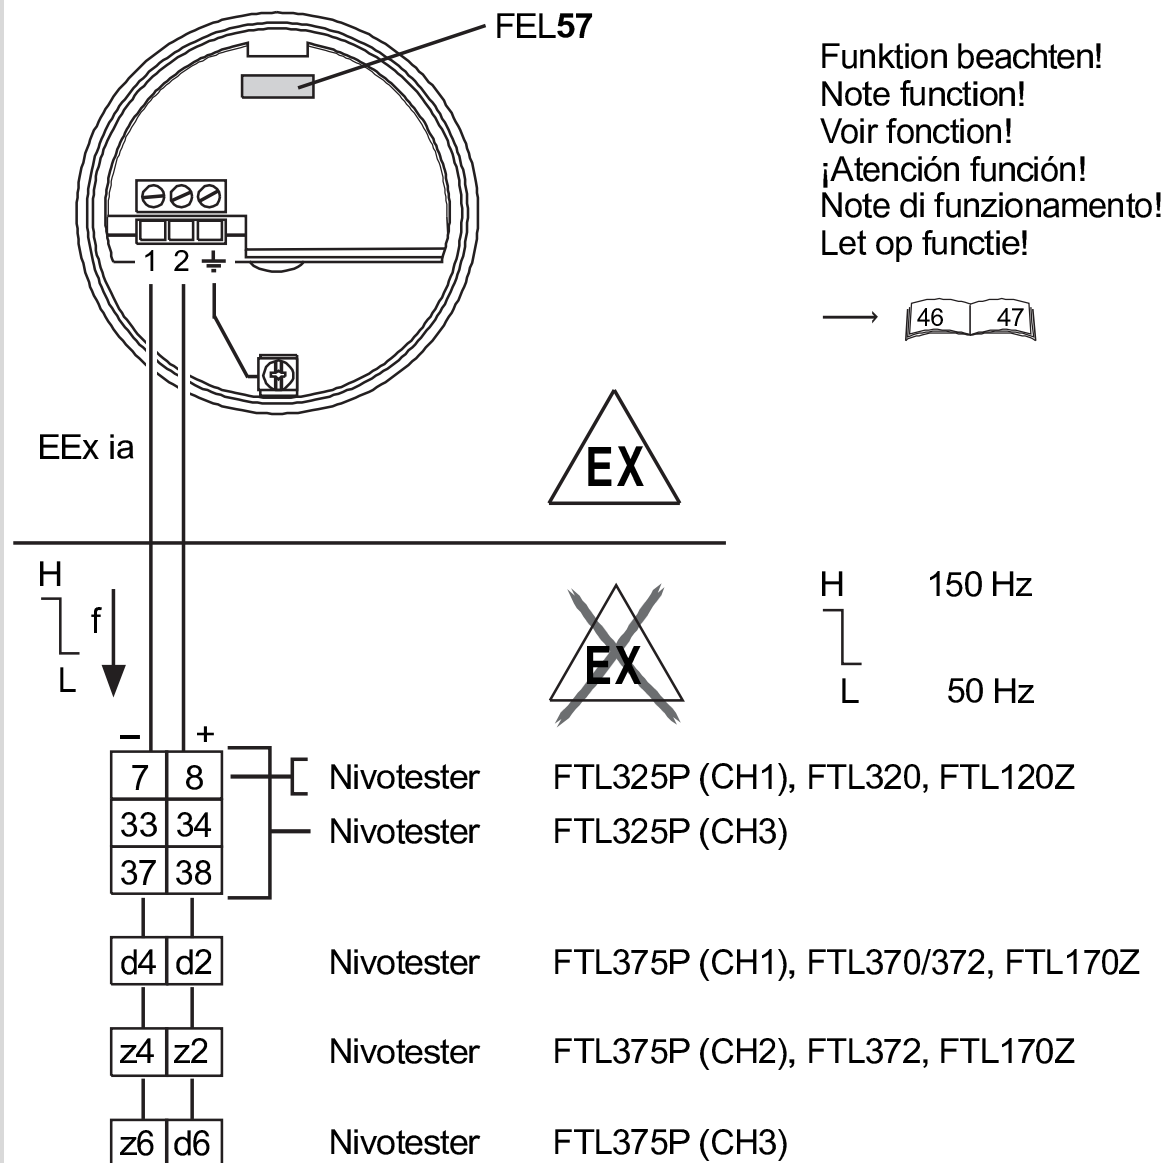 FEL57
Funktion beachten!
Note function!
Voir fonction!
¡Atención función!
Note di funzionamento!
Let op functie!
46 47
1 2
EEx ia
EX
H
f
L
EX
H 150 Hz
L 50 Hz
– +
7 8 Nivotester FTL325P (CH1), FTL320, FTL120Z
33 34 Nivotester FTL325P (CH3)
37 38
d4 d2 Nivotester FTL375P (CH1), FTL370/372, FTL170Z
z4 z2 Nivotester FTL375P (CH2), FTL372, FTL170Z
z6 d6 Nivotester FTL375P (CH3)